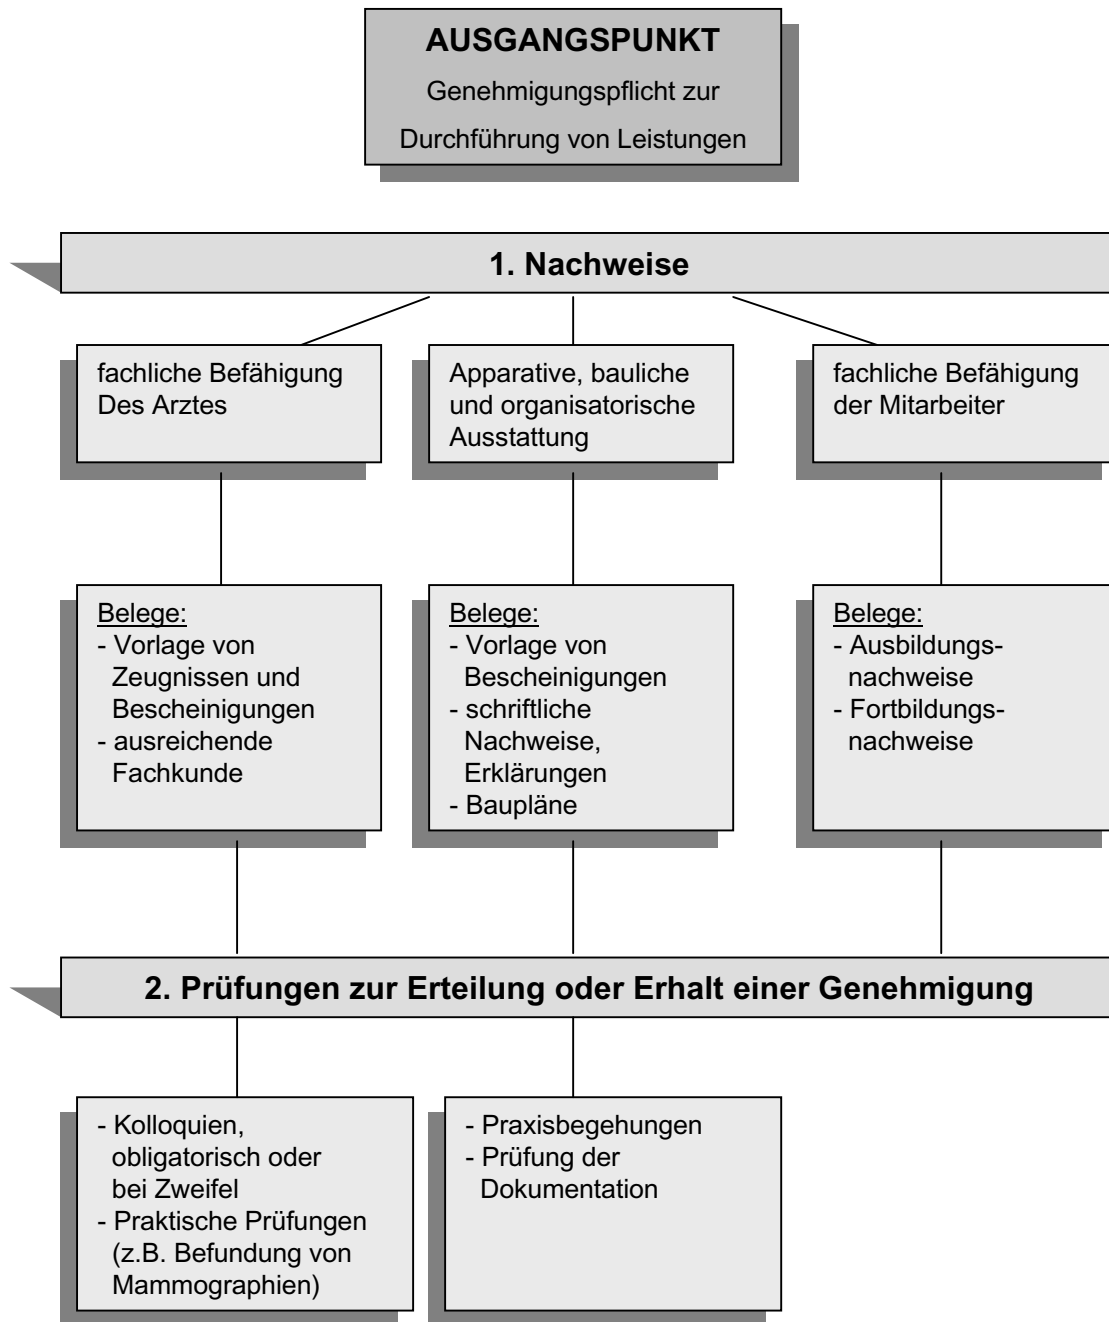 AUSGANGSPUNKT
Genehmigungspflicht zur
Durchführung von Leistungen
1. Nachweise
fachliche Befähigung
Des Arztes
Apparative, bauliche
und organisatorische
Ausstattung
fachliche Befähigung
der Mitarbeiter
Belege:
- Vorlage von
Zeugnissen und
Bescheinigungen
- ausreichende
Fachkunde
Belege:
- Vorlage von
Bescheinigungen
- schriftliche
Nachweise,
Erklärungen
- Baupläne
Belege:
- Ausbildungs-
nachweise
- Fortbildungs-
nachweise
2. Prüfungen zur Erteilung oder Erhalt einer Genehmigung
- Kolloquien,
obligatorisch oder
bei Zweifel
- Praktische Prüfungen
(z.B. Befundung von
Mammographien)
- Praxisbegehungen
- Prüfung der
Dokumentation